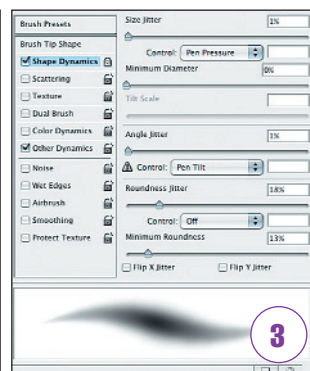 Brush Presets
Brush Tip Shape
Shape Dynamics
Scattering
Texture
Dual Brush
Color Dynamics
Other Dynamics
Noise
Wet Edges
Airbrush
Smoothing
Protect Texture
Size Jitter 1%
Control: Pen Pressure
Minimum Diameter 0%
Tilt Scale
Angle Jitter 1%
Control: Pen Tilt
Roundness Jitter 18%
Control: Off
Minimum Roundness 13%
Flip X Jitter Flip Y Jitter
3